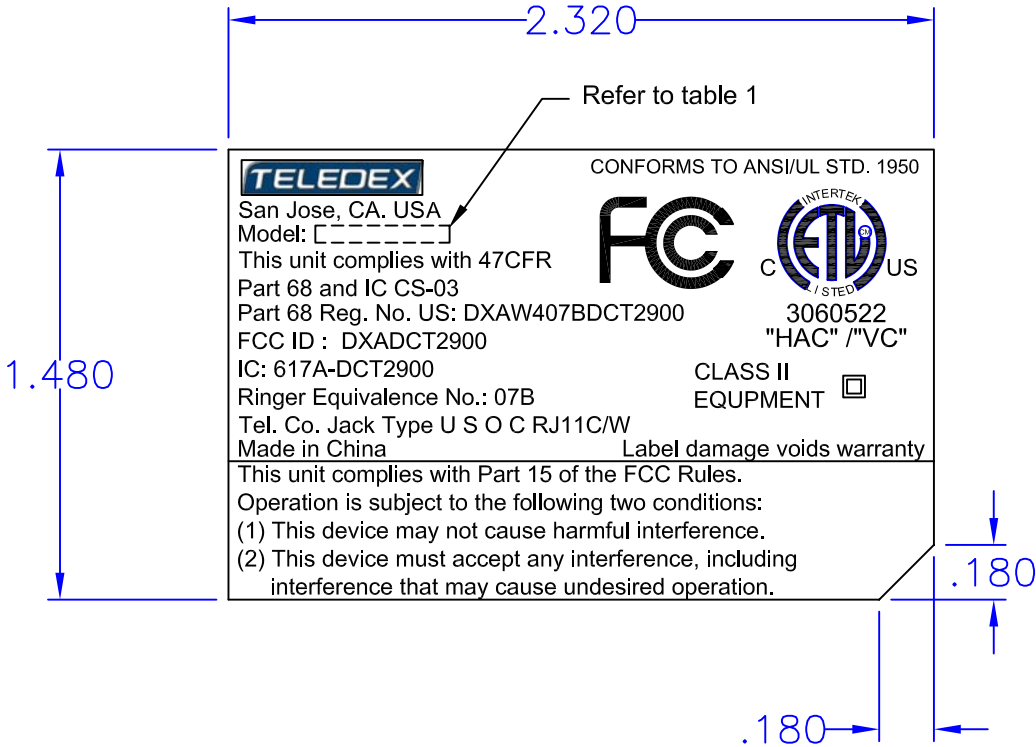 2.320
Refer to table 1
TELEDEX
CONFORMS TO ANSI/UL STD. 1950
San Jose, CA. USA
Model:
This unit complies with 47CFR
Part 68 and IC CS-03
Part 68 Reg. No. US: DXAW407BDCT2900
FCC ID : DXADCT2900
IC: 617A-DCT2900
Ringer Equivalence No.: 07B
Tel. Co. Jack Type U S O C RJ11C/W
Made in China
FC
INTERTEK
ETL
CM
C
US
LISTED
3060522
"HAC" /"VC"
CLASS II
EQUPMENT
Label damage voids warranty
This unit complies with Part 15 of the FCC Rules.
Operation is subject to the following two conditions:
(1) This device may not cause harmful interference.
(2) This device must accept any interference, including
interference that may cause undesired operation.
1.480
.180
.180